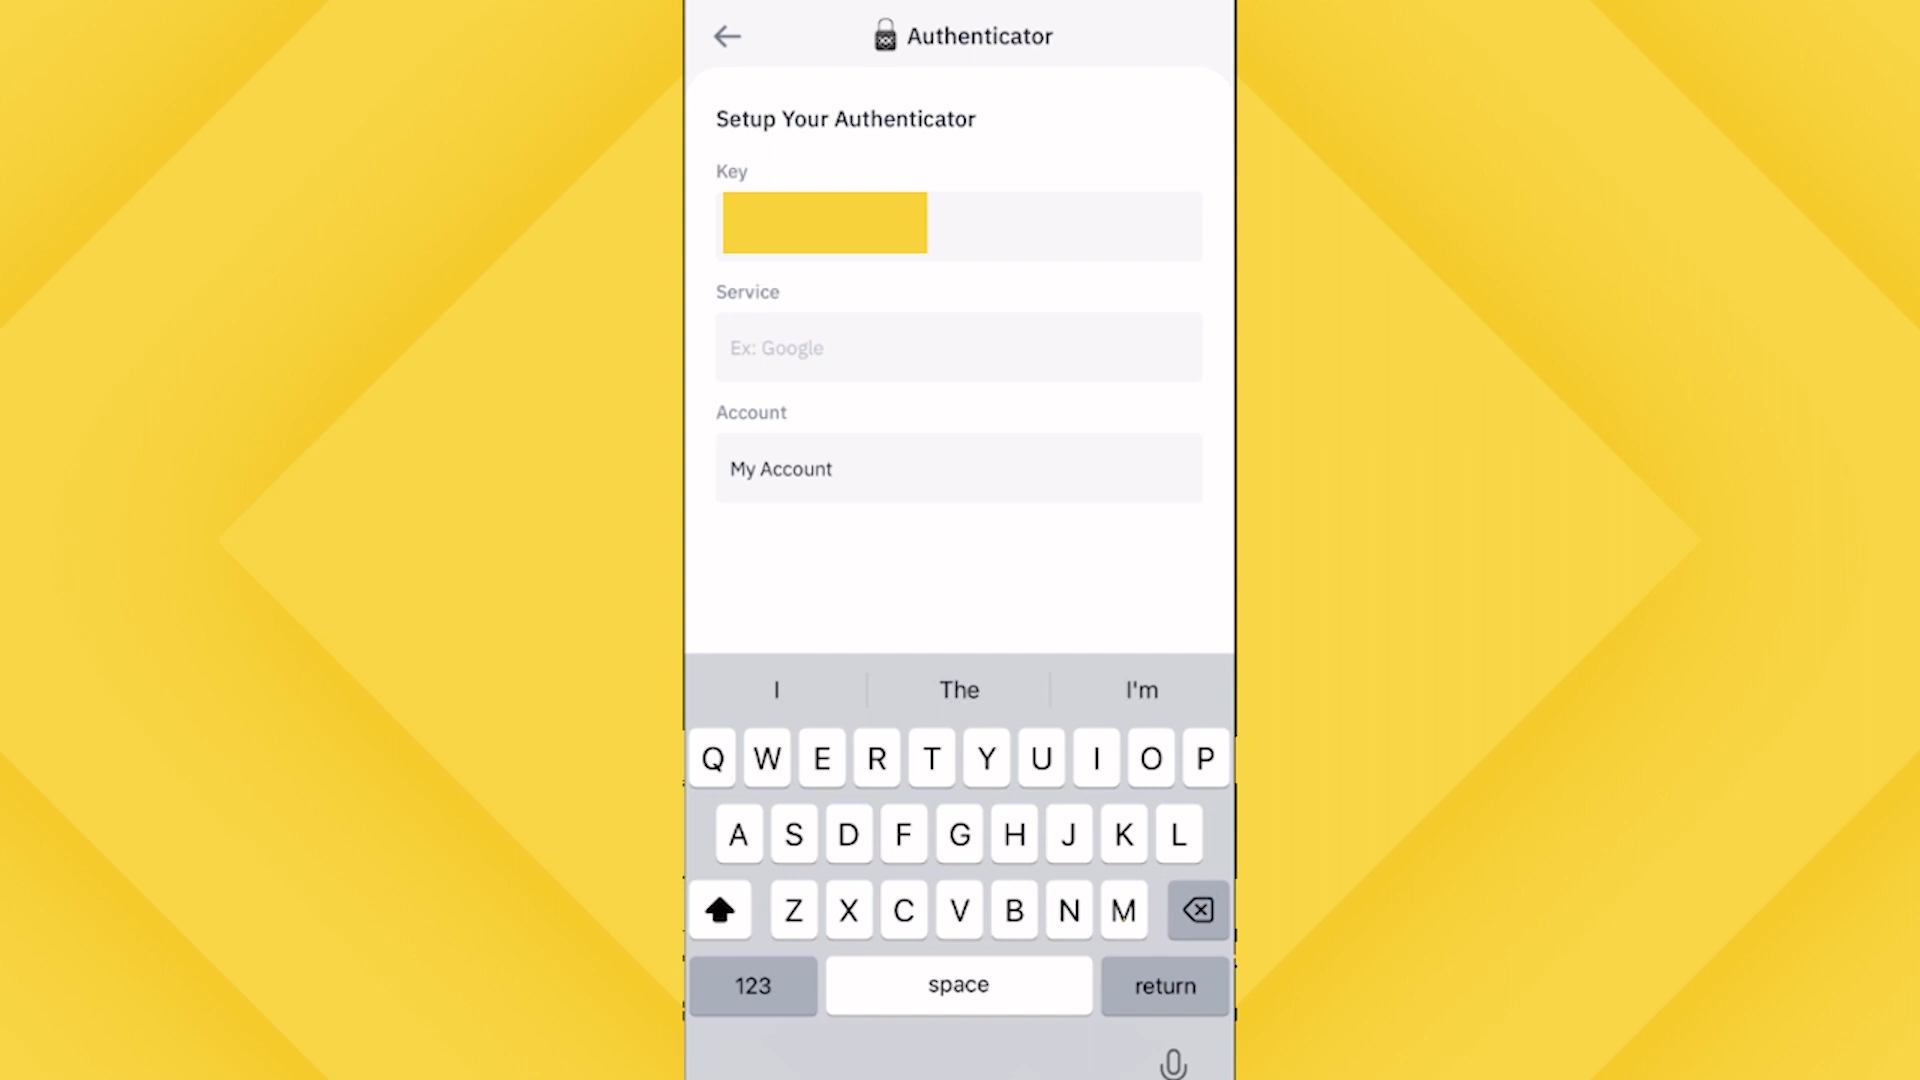 Authenticator
Setup Your Authenticator
Key
Service
Ex: Google
Account
My Account
I The I'm
Q W E R T Y U I O P
A S D F G H J K L
Z X C V B N M
123 space return